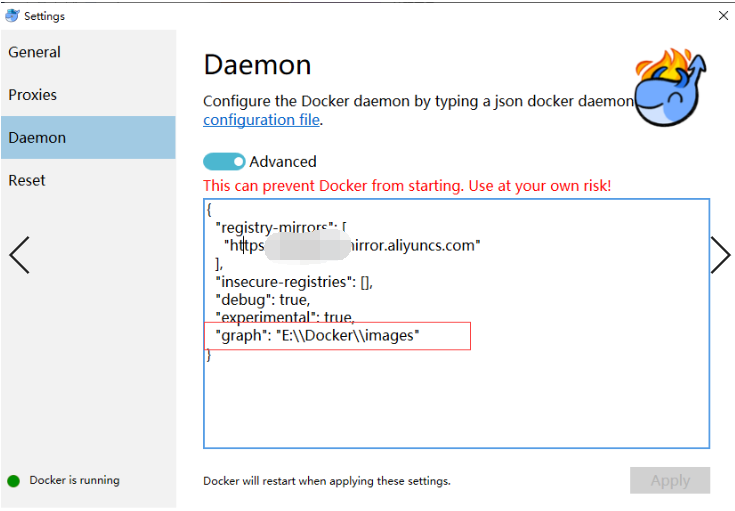 Settings
General
Proxies
Daemon
Reset
Daemon
Configure the Docker daemon by typing a json docker daemon
configuration file.
Advanced
This can prevent Docker from starting. Use at your own risk!
{
"registry-mirrors": [
"https mirror.aliyuncs.com"
],
"insecure-registries": [],
"debug": true,
"experimental": true,
"graph": "E:\\Docker\\images"
}
Docker is running
Docker will restart when applying these settings.
Apply